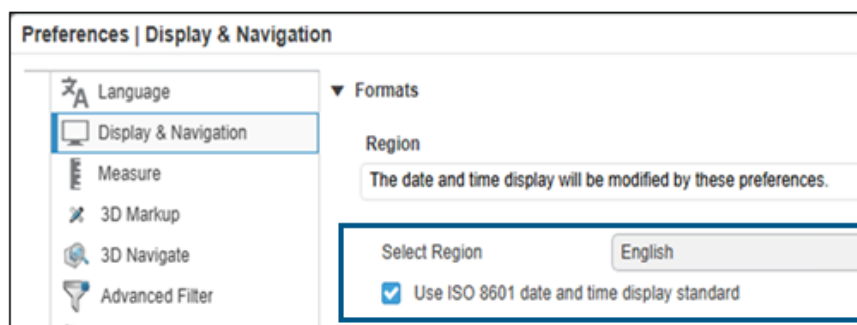 Preferences | Display & Navigation
Language
Display & Navigation
Measure
3D Markup
3D Navigate
Advanced Filter
Formats
Region
The date and time display will be modified by these preferences.
Select Region English
Use ISO 8601 date and time display standard